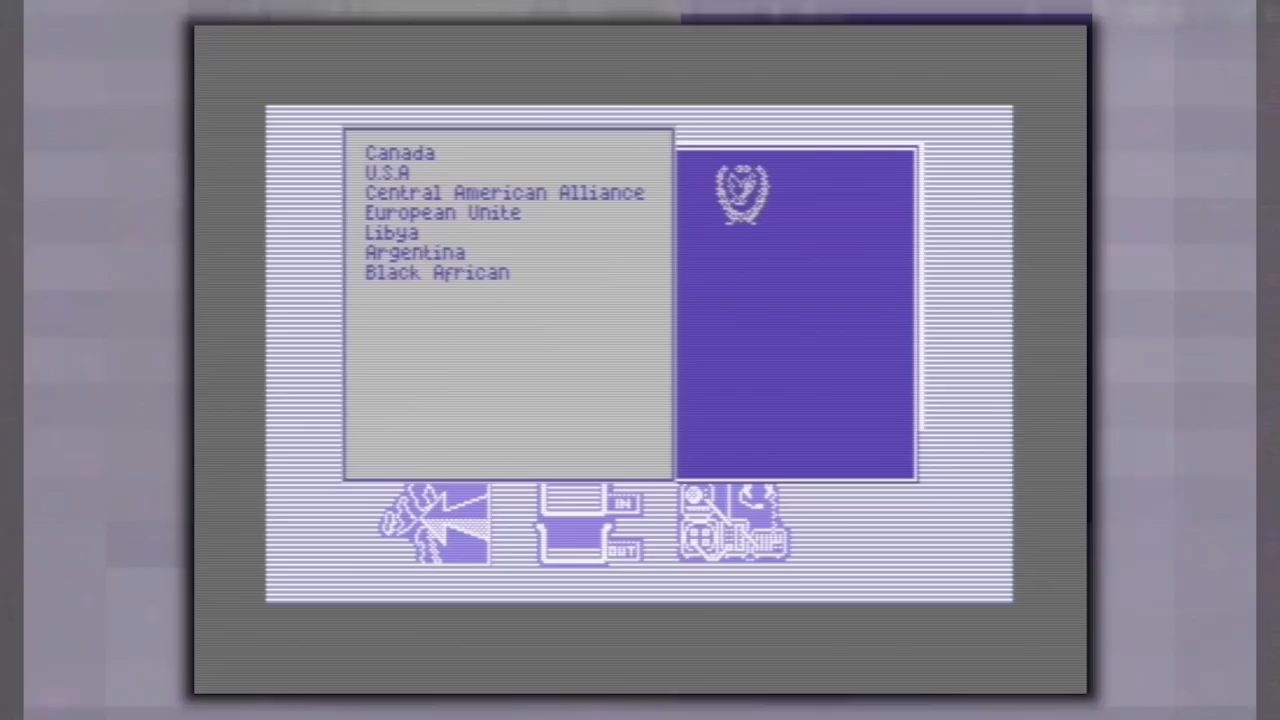 Canada
U.S.A
Central American Alliance
European Unite
Libya
Argentina
Black African
IN
OUT